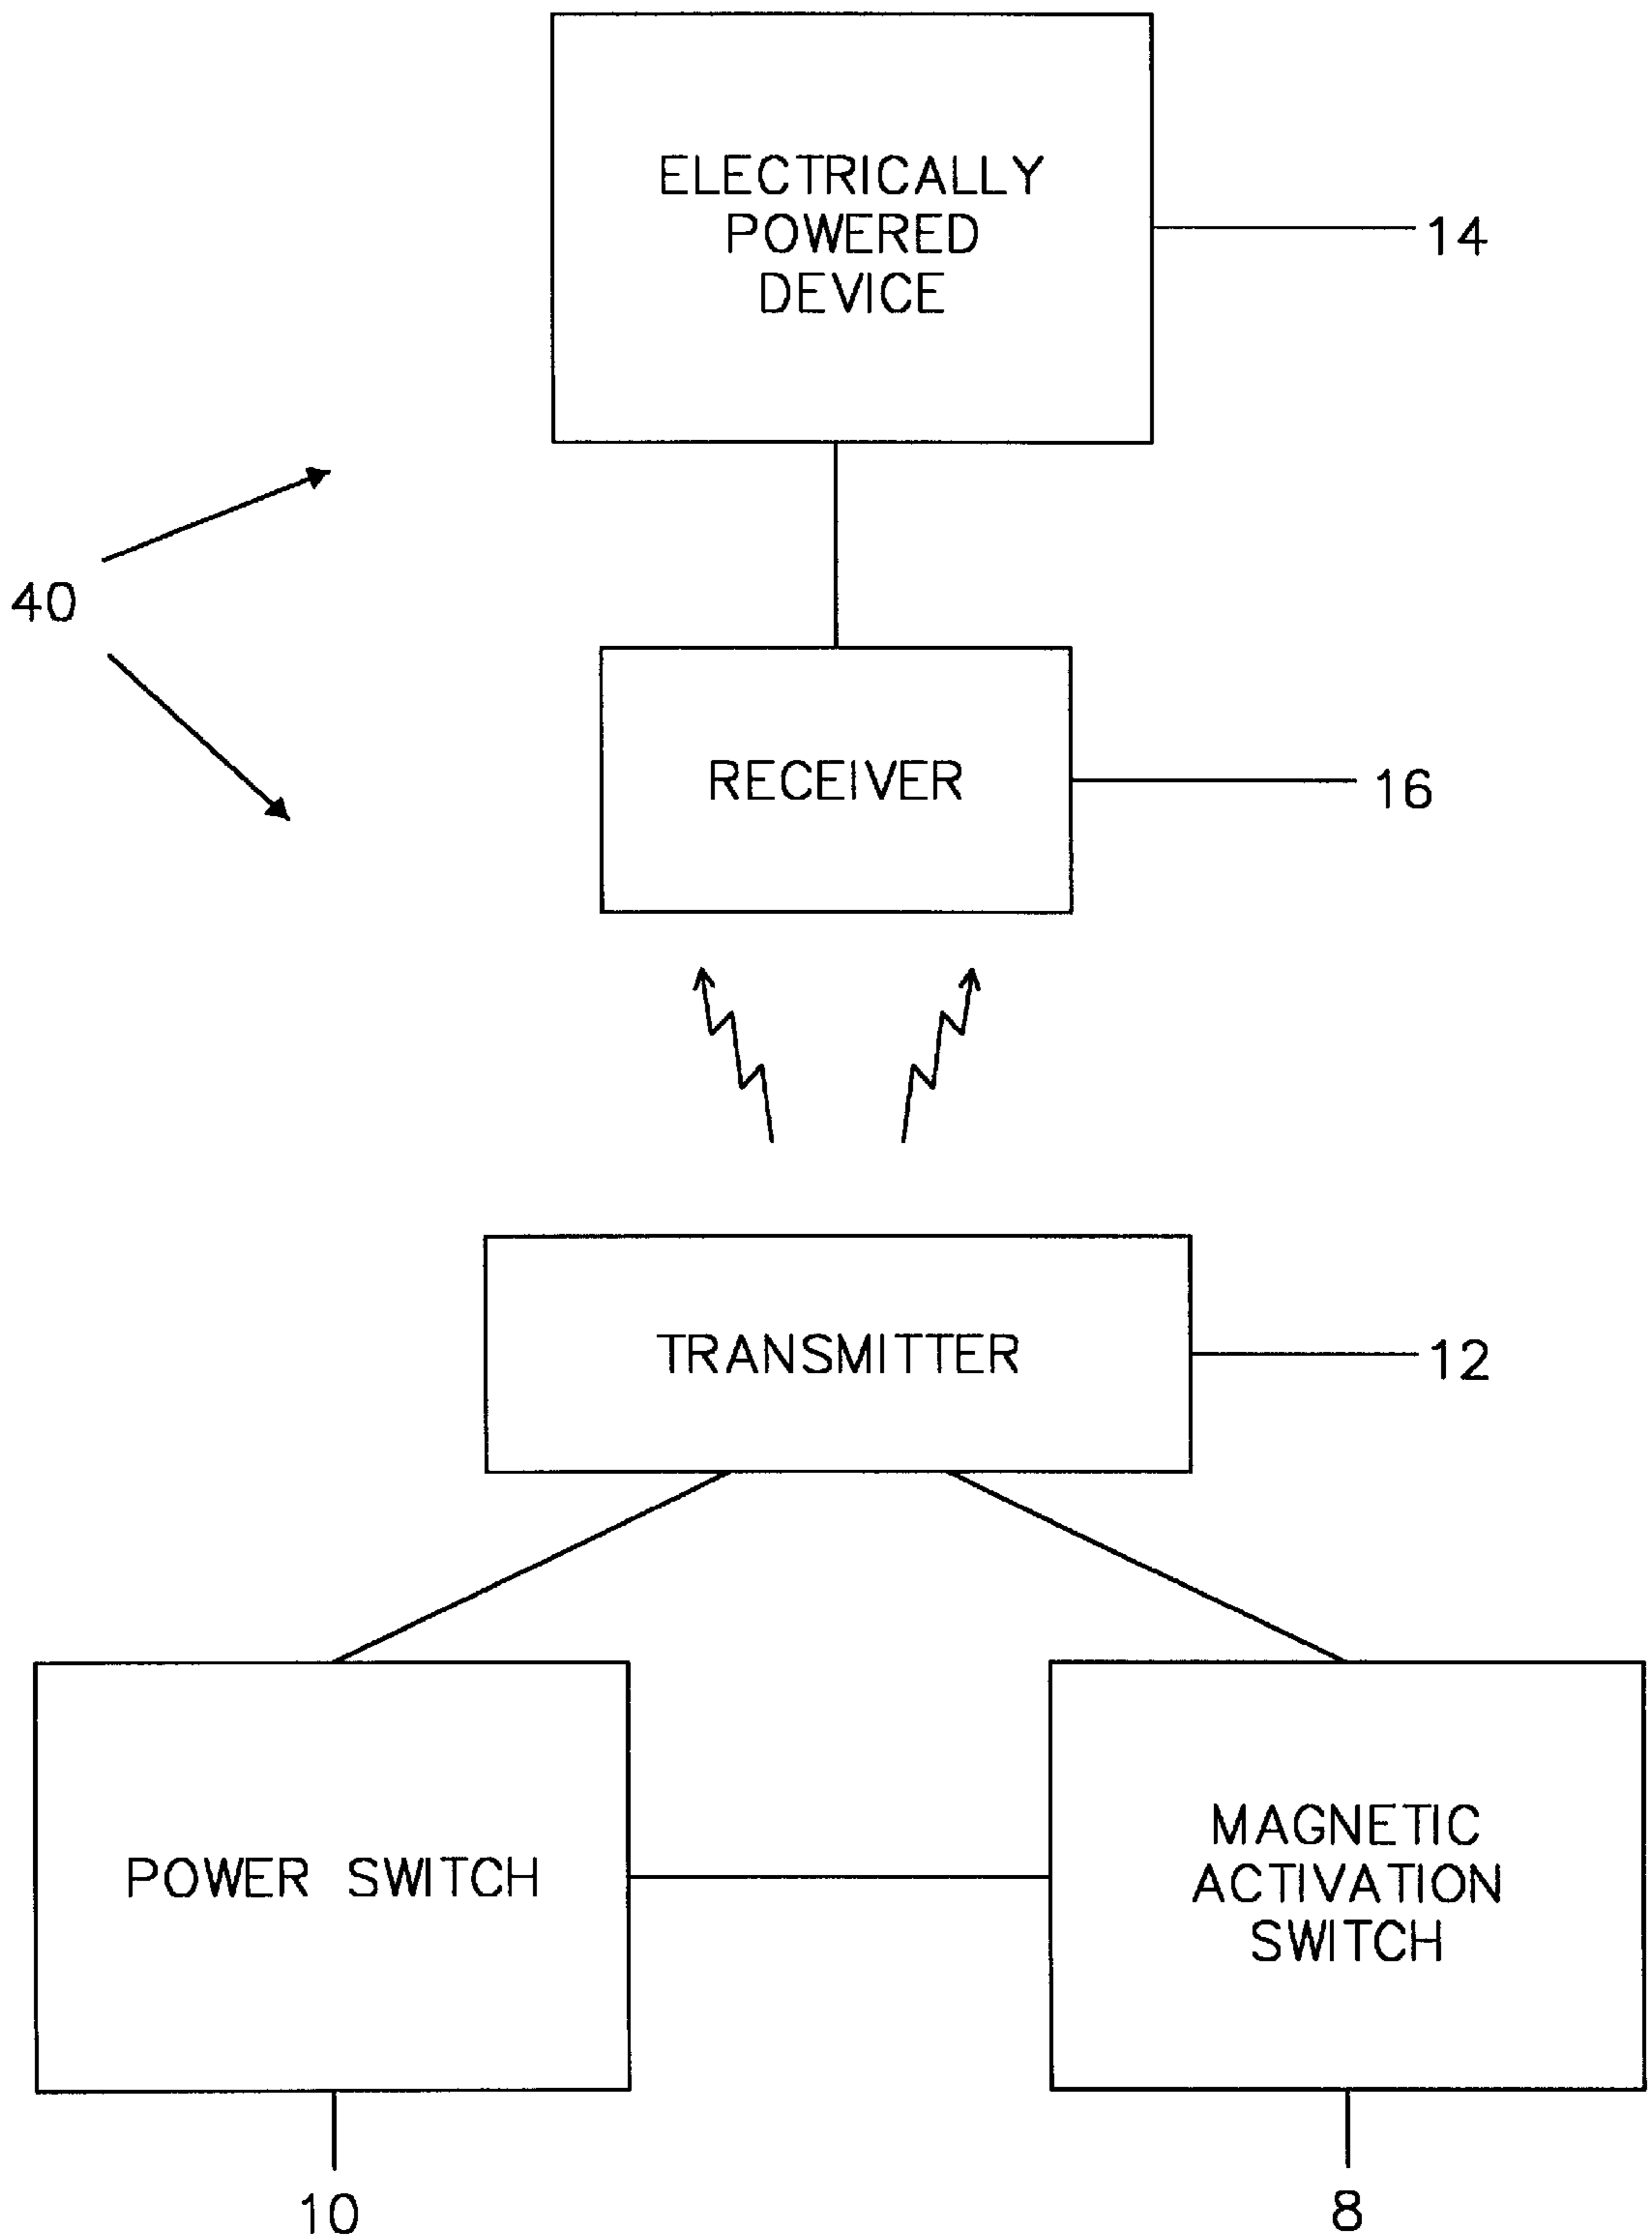 ELECTRICALLY
POWERED
DEVICE
14
40
RECEIVER
16
TRANSMITTER
12
POWER SWITCH
MAGNETIC
ACTIVATION
SWITCH
10
8